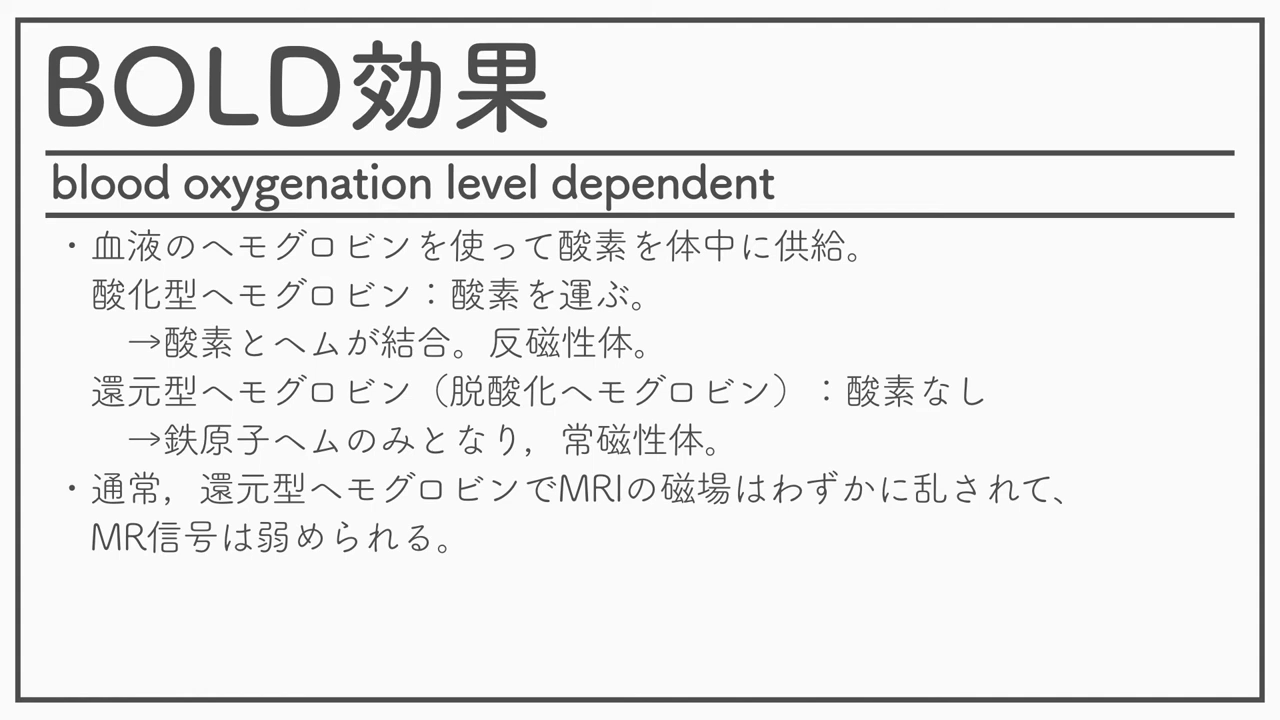 BOLD効果
blood oxygenation level dependent
・血液のヘモグロビンを使って酸素を体中に供給。
酸化型ヘモグロビン：酸素を運ぶ。
→酸素とヘムが結合。反磁性体。
還元型ヘモグロビン（脱酸化ヘモグロビン）：酸素なし
→鉄原子ヘムのみとなり，常磁性体。
・通常，還元型ヘモグロビンでMRIの磁場はわずかに乱されて、
MR信号は弱められる。